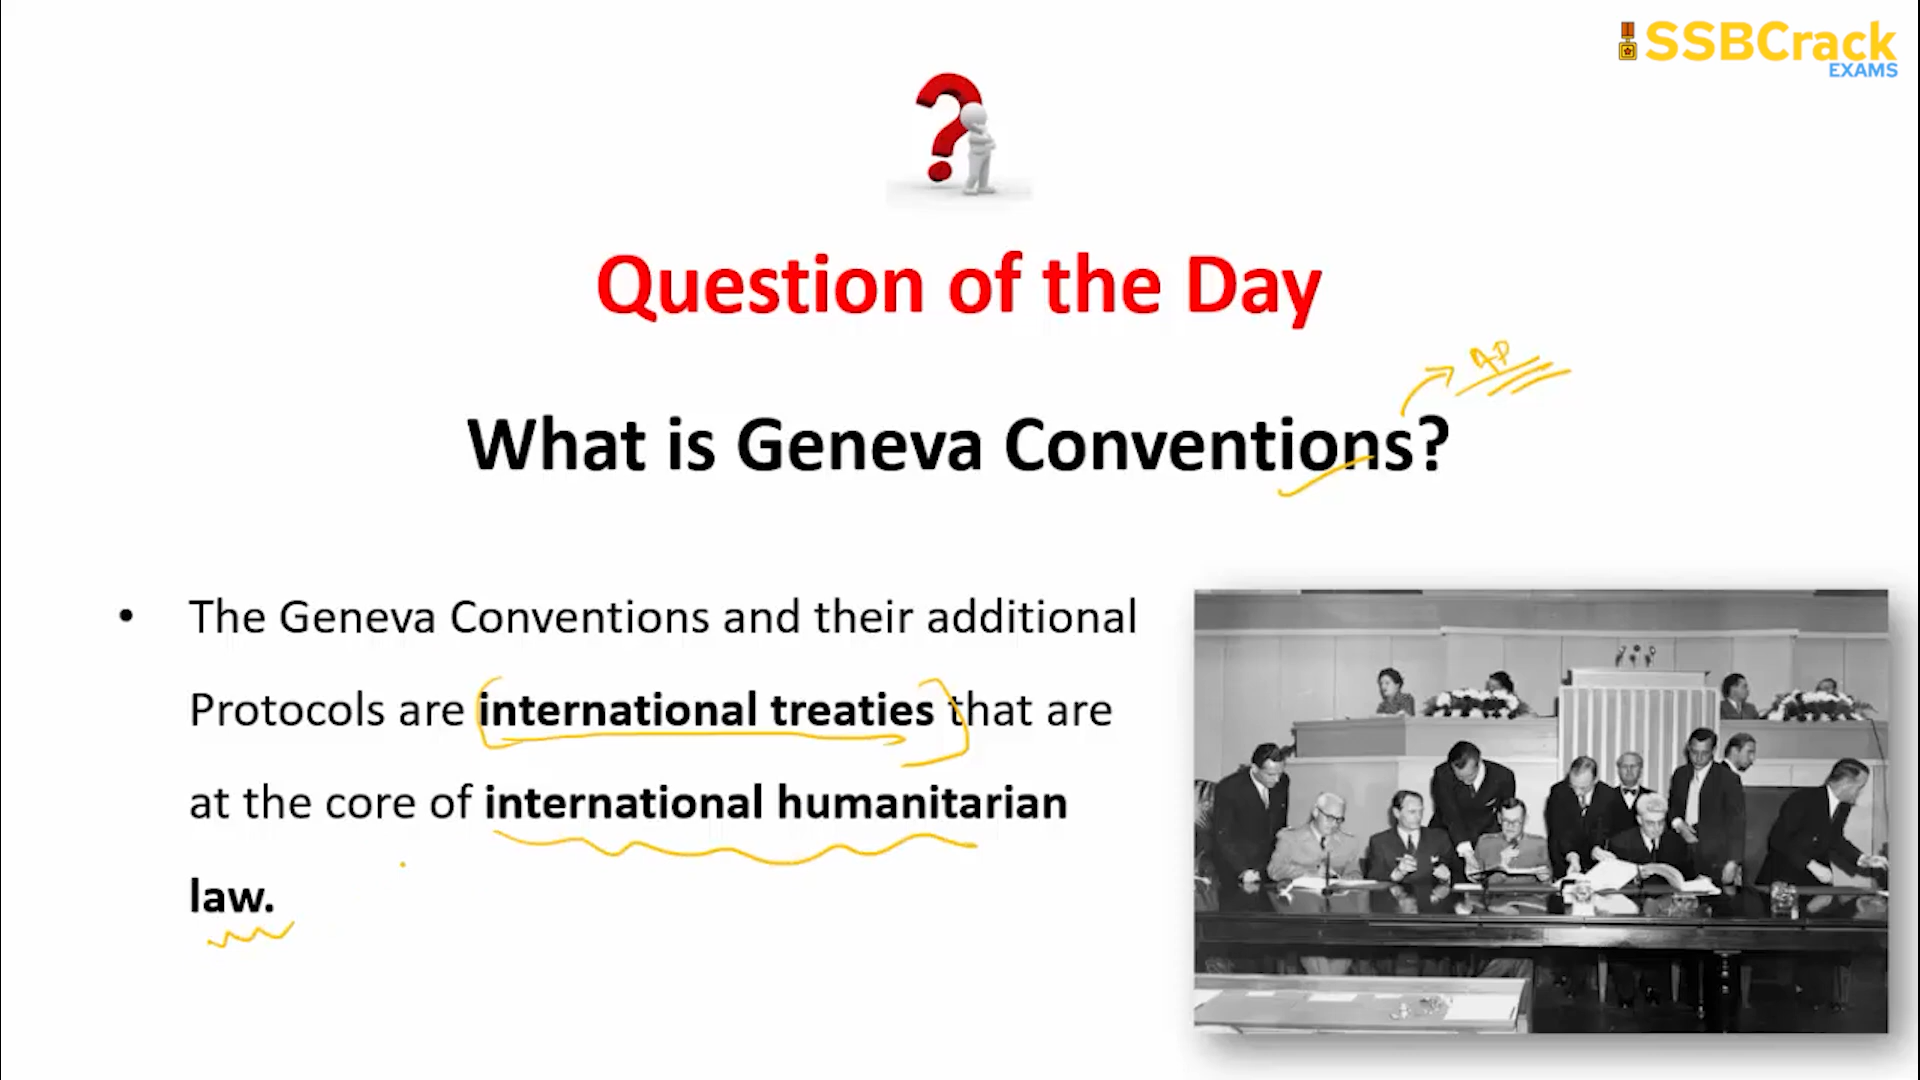 SSBCrack
EXAMS
Question of the Day
What is Geneva Conventions?
• The Geneva Conventions and their additional
Protocols are international treaties that are
at the core of international humanitarian
law.